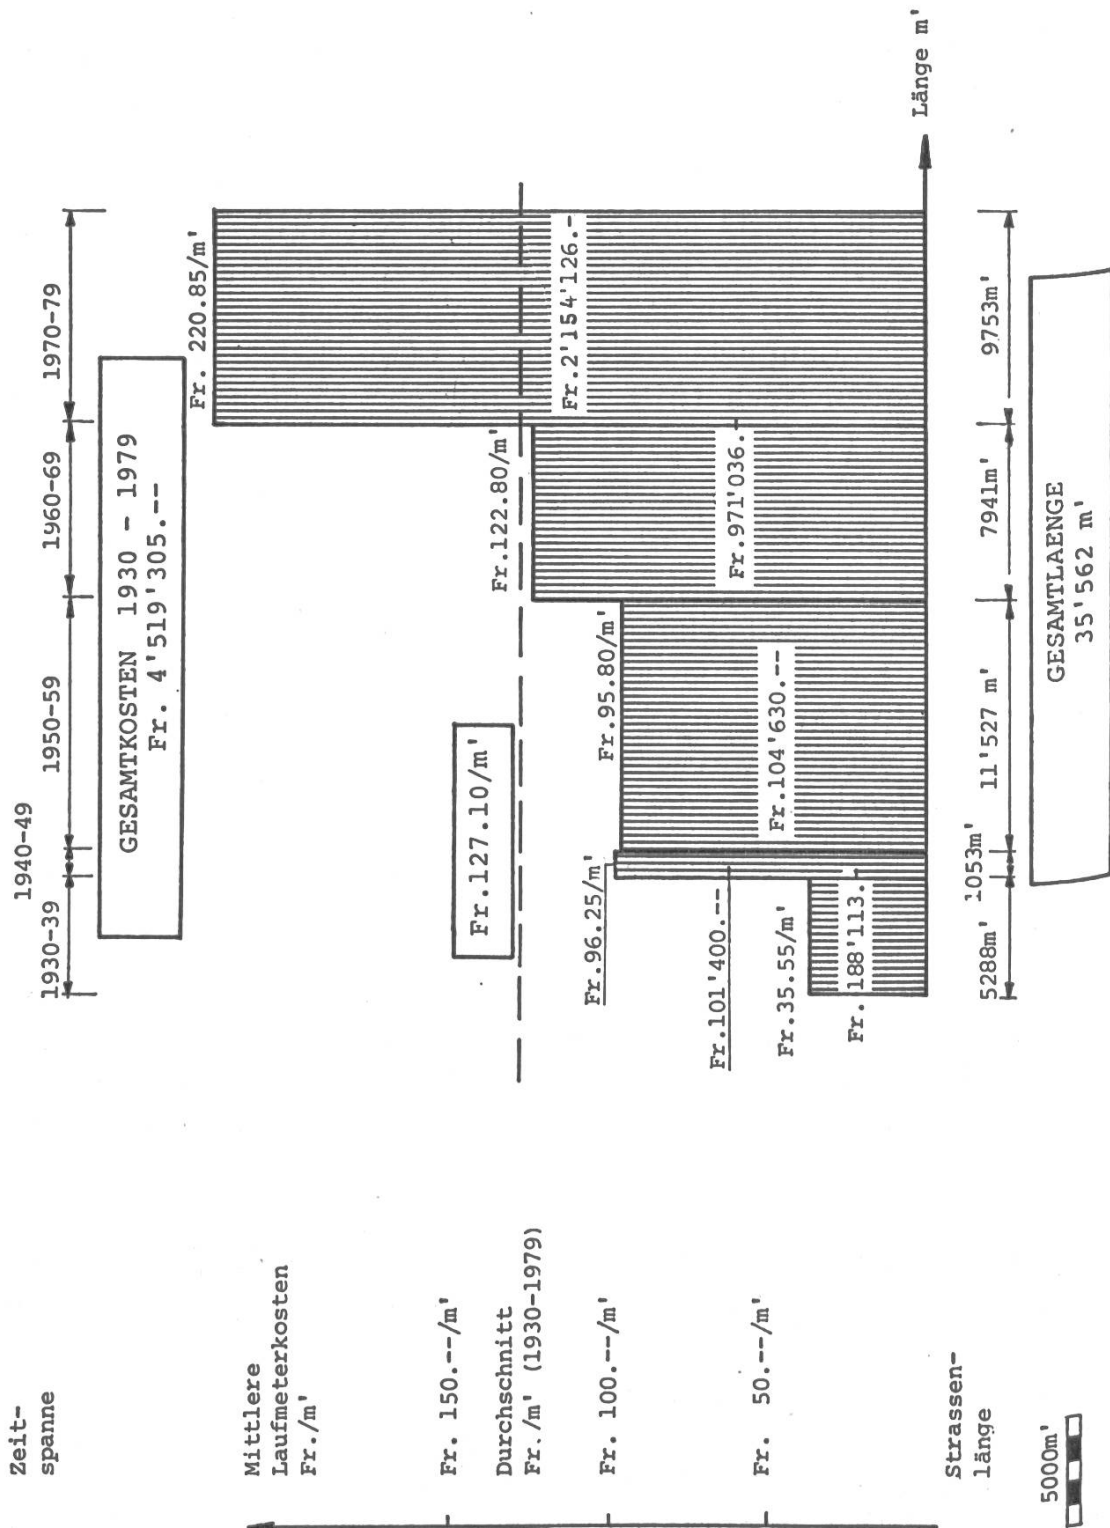 Zeit-
spanne
1930-39
1940-49
1950-59
1960-69
1970-79
GESAMTKOSTEN 1930 - 1979
Fr. 4'519'305.--
Mittlere
Laufmeterkosten
Fr./m'
Fr. 220.85/m'
Fr. 150.--/m'
Fr.127.10/m'
Durchschnitt
Fr./m' (1930-1979)
Fr.122.80/m'
Fr. 100.--/m'
Fr.96.25/m'
Fr.95.80/m'
Fr.2'154'126.-
Fr.101'400.--
Fr.971'036.-
Fr. 50.--/m'
Fr.35.55/m'
Fr.104'630.--
Fr.188'113.-
Länge m'
Strassen-
länge
5288m'
1053m'
11'527 m'
7941m'
9753m'
5000m'
GESAMTLAENGE
35'562 m'